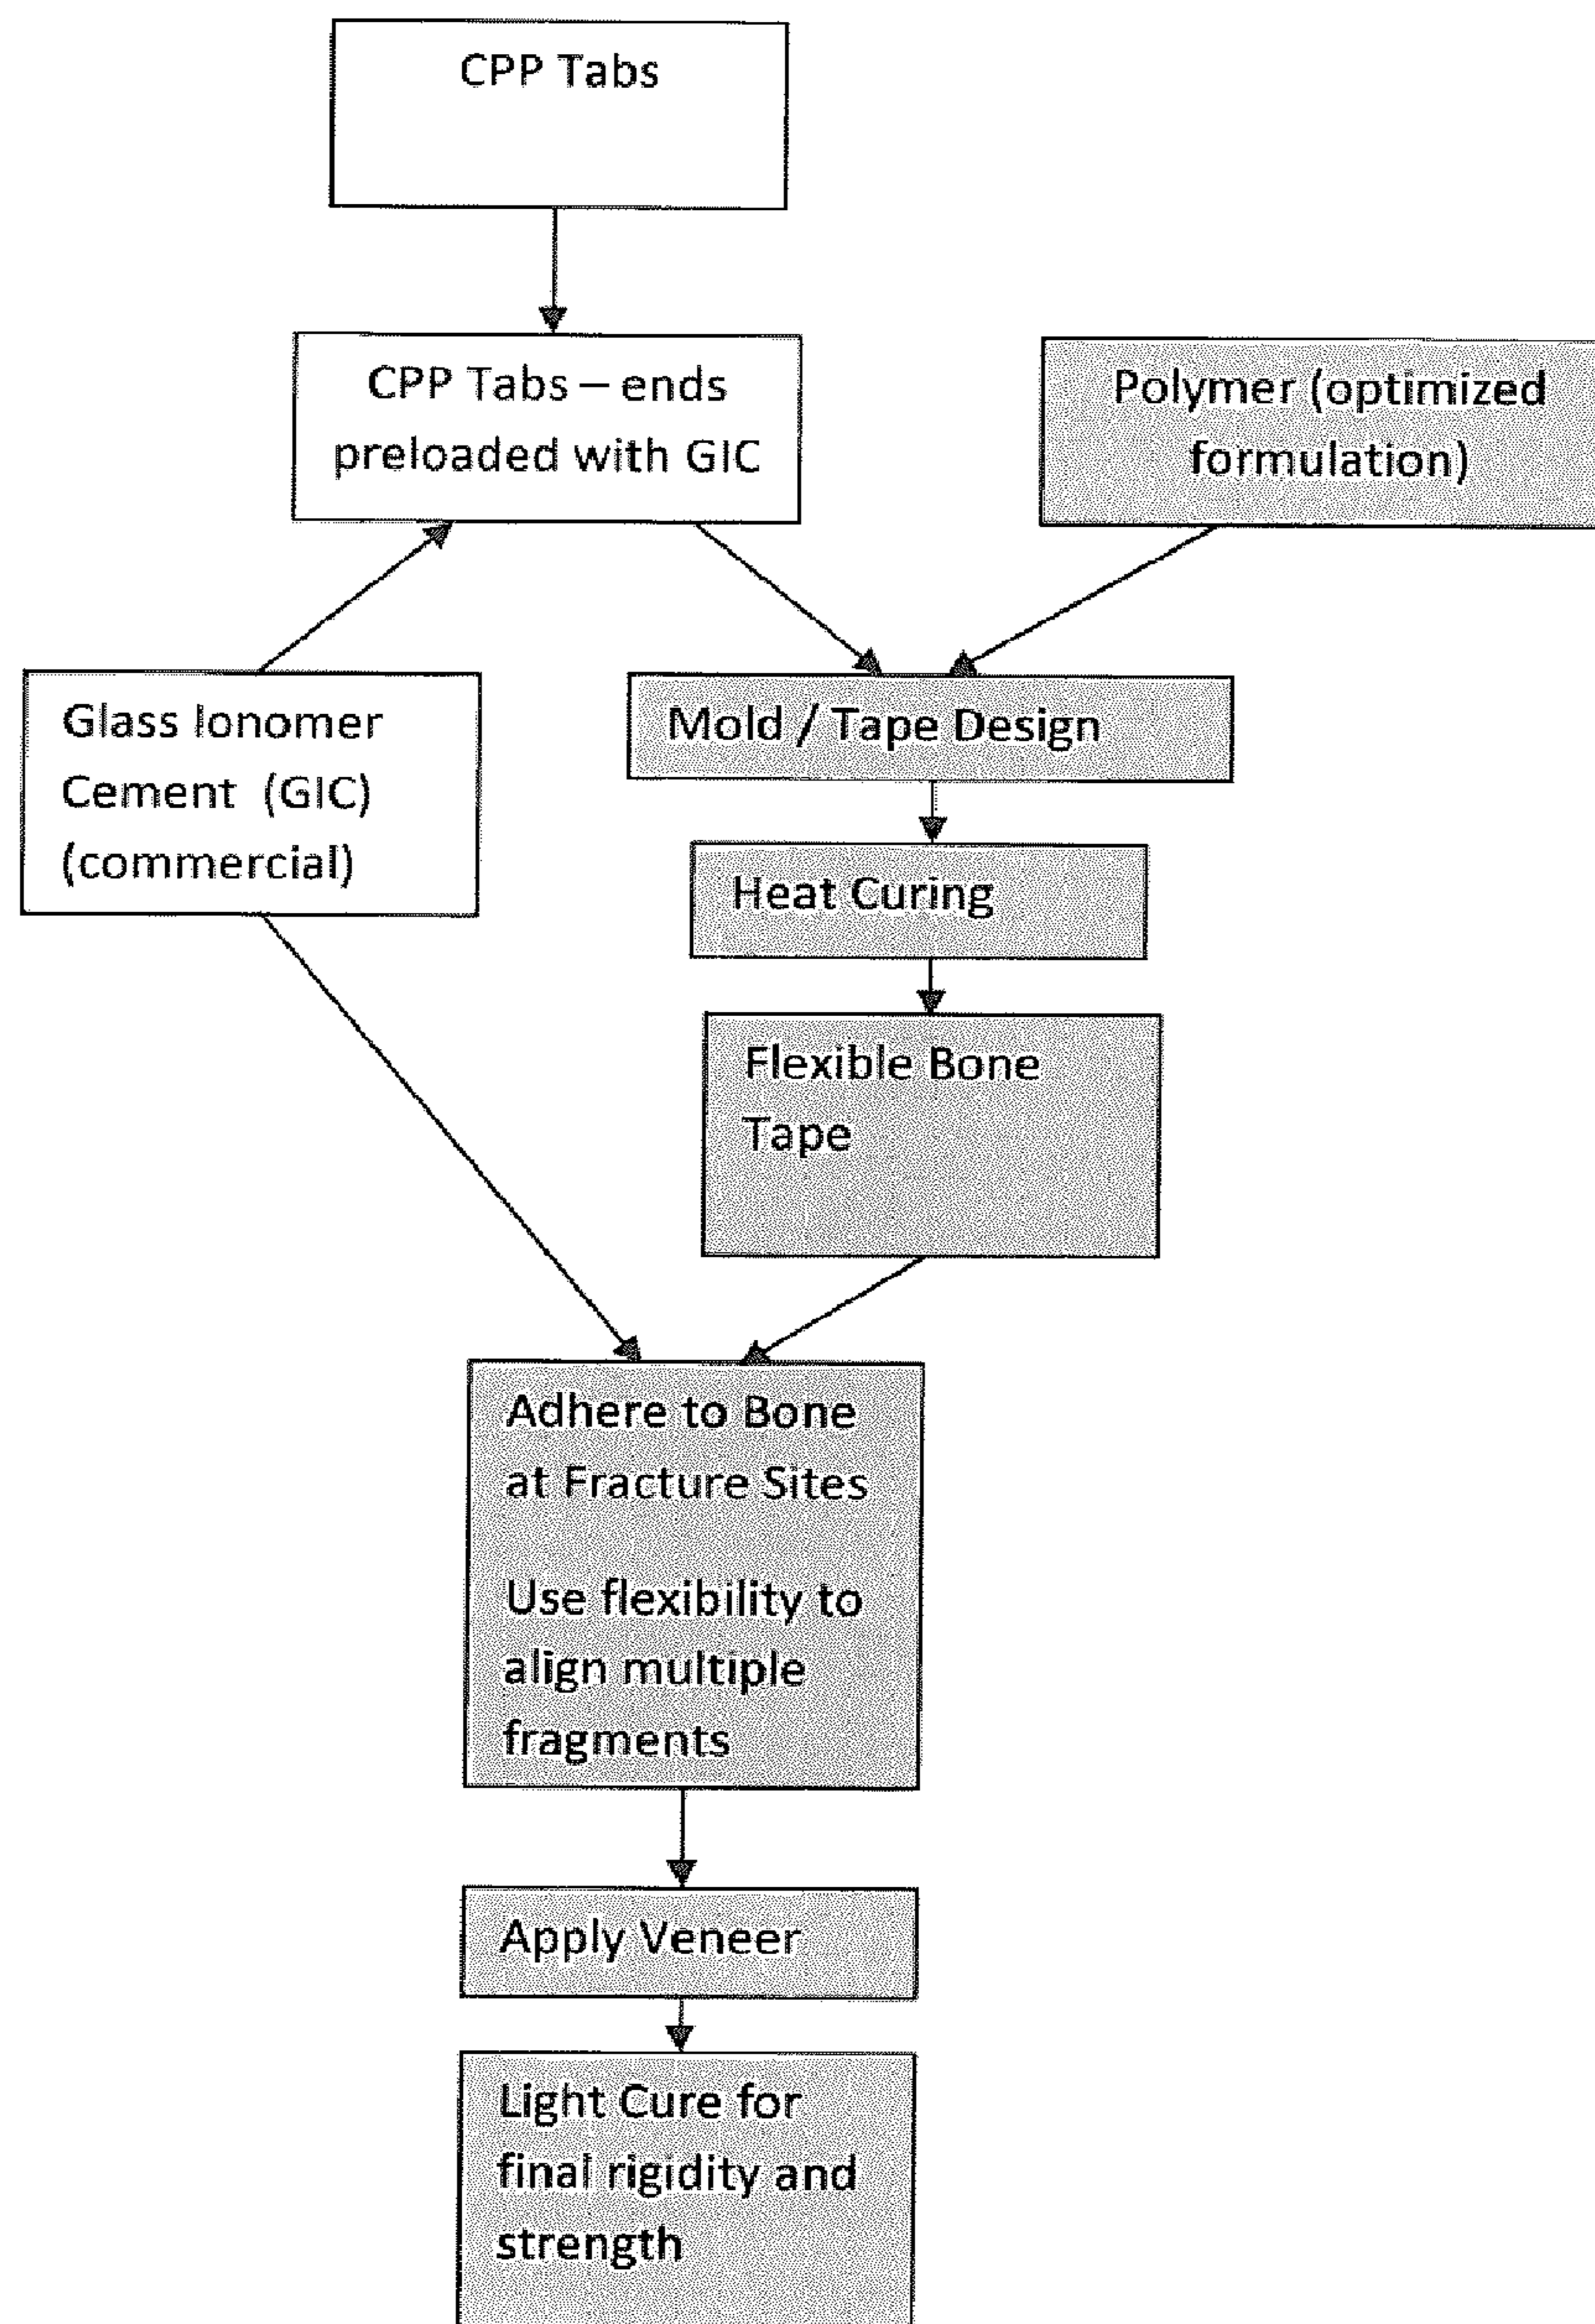 CPP Tabs
CPP Tabs – ends
preloaded with GIC
Polymer (optimized
formulation)
Glass Ionomer
Cement (GIC)
(commercial)
Mold / Tape Design
Heat Curing
Flexible Bone
Tape
Adhere to Bone
at Fracture Sites
Use flexibility to
align multiple
fragments
Apply Veneer
Light Cure for
final rigidity and
strength